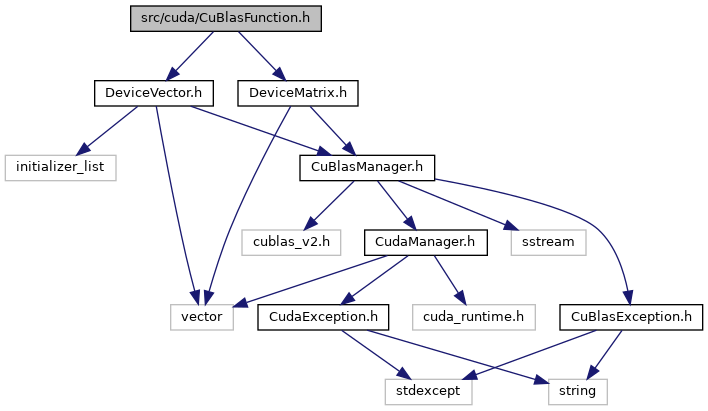 src/cuda/CuBlasFunction.h
DeviceVector.h
DeviceMatrix.h
initializer_list
CuBlasManager.h
cublas_v2.h
CudaManager.h
sstream
vector
CudaException.h
cuda_runtime.h
CuBlasException.h
stdexcept
string